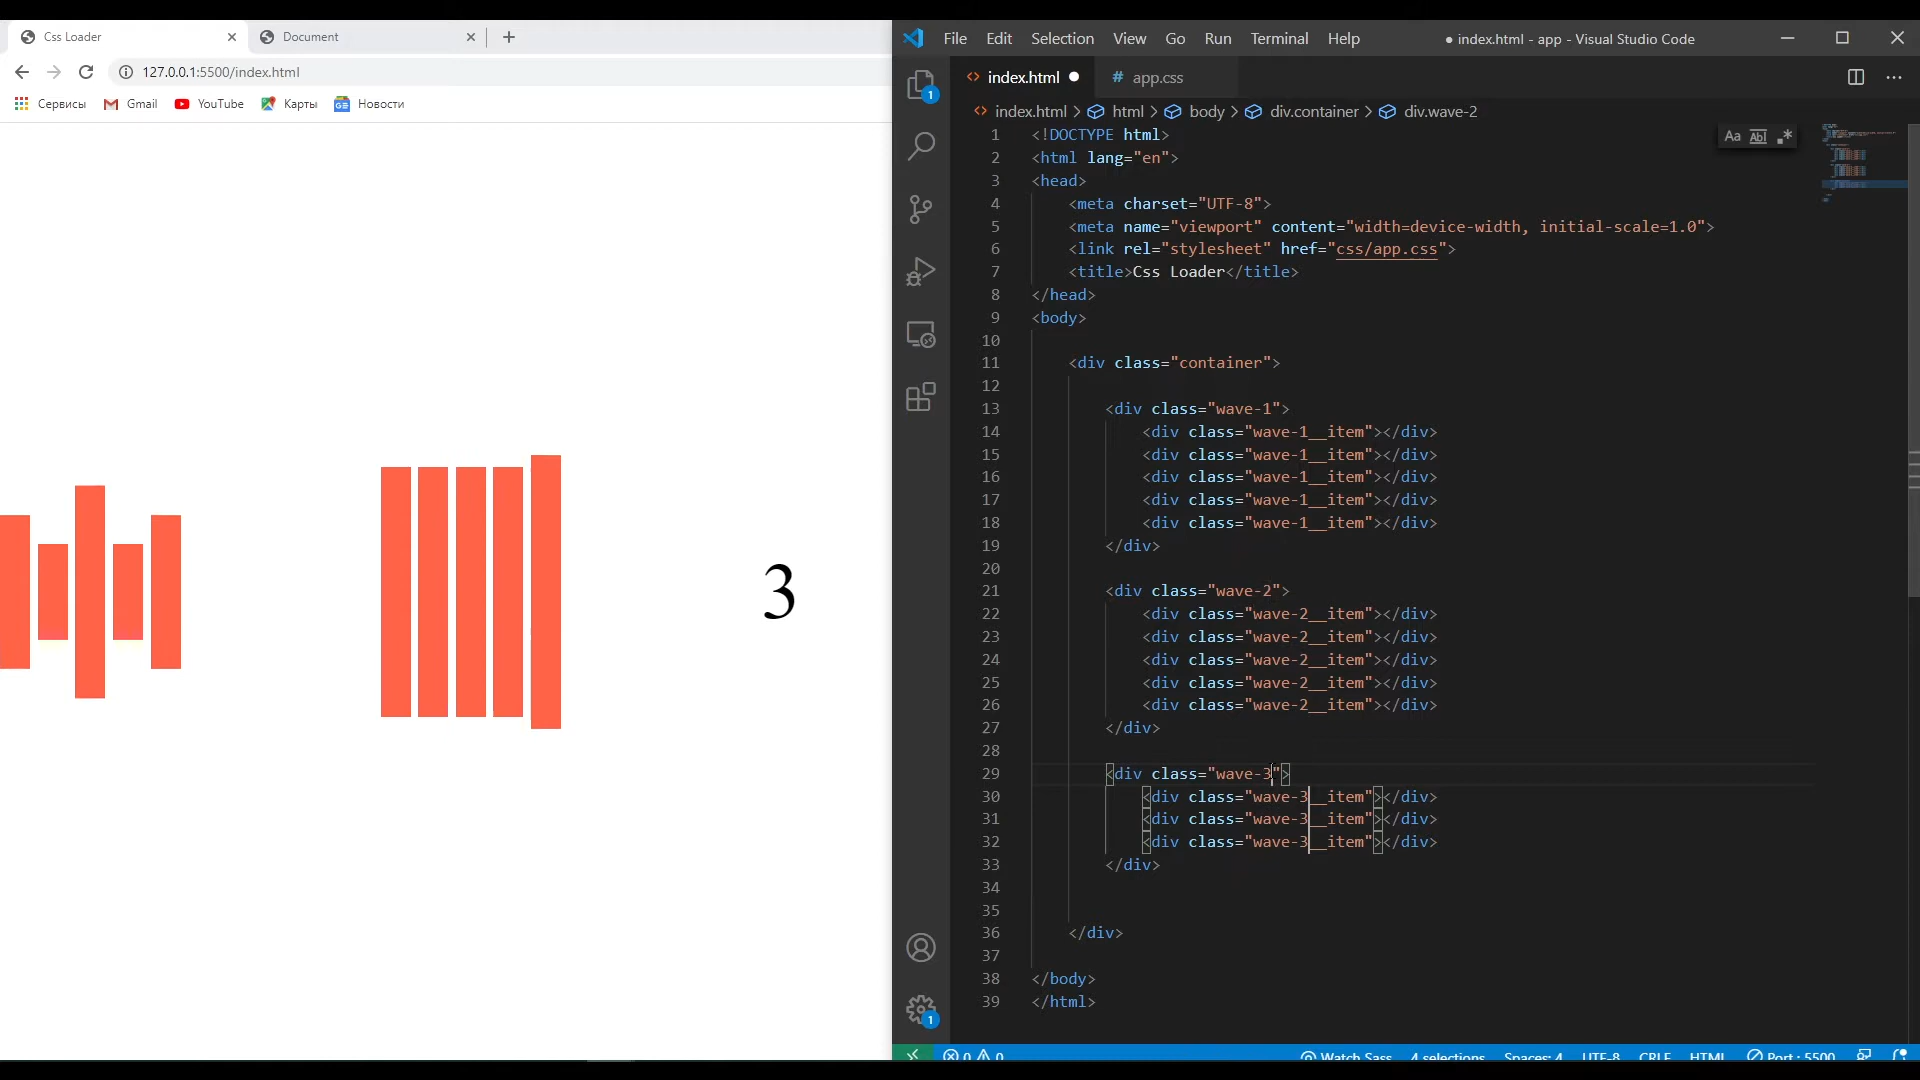 Css Loader
Document
127.0.0.1:5500/index.html
Сервисы Gmail YouTube Карты Новости
3
File Edit Selection View Go Run Terminal Help ● index.html - app - Visual Studio Code
index.html
# app.css
index.html > html > body > div.container > div.wave-2
Aa Abl .*
1 <!DOCTYPE html>
2 <html lang="en">
3 <head>
4 <meta charset="UTF-8">
5 <meta name="viewport" content="width=device-width, initial-scale=1.0">
6 <link rel="stylesheet" href="css/app.css">
7 <title>Css Loader</title>
8 </head>
9 <body>
10
11 <div class="container">
12
13 <div class="wave-1">
14 <div class="wave-1__item"></div>
15 <div class="wave-1__item"></div>
16 <div class="wave-1__item"></div>
17 <div class="wave-1__item"></div>
18 <div class="wave-1__item"></div>
19 </div>
20
21 <div class="wave-2">
22 <div class="wave-2__item"></div>
23 <div class="wave-2__item"></div>
24 <div class="wave-2__item"></div>
25 <div class="wave-2__item"></div>
26 <div class="wave-2__item"></div>
27 </div>
28
29 <div class="wave-3">
30 <div class="wave-3__item"></div>
31 <div class="wave-3__item"></div>
32 <div class="wave-3__item"></div>
33 </div>
34
35
36 </div>
37
38 </body>
39 </html>
1
1
0 0 Watch Sass 4 selections Spaces: 4 UTF-8 CRLF HTML Port : 5500